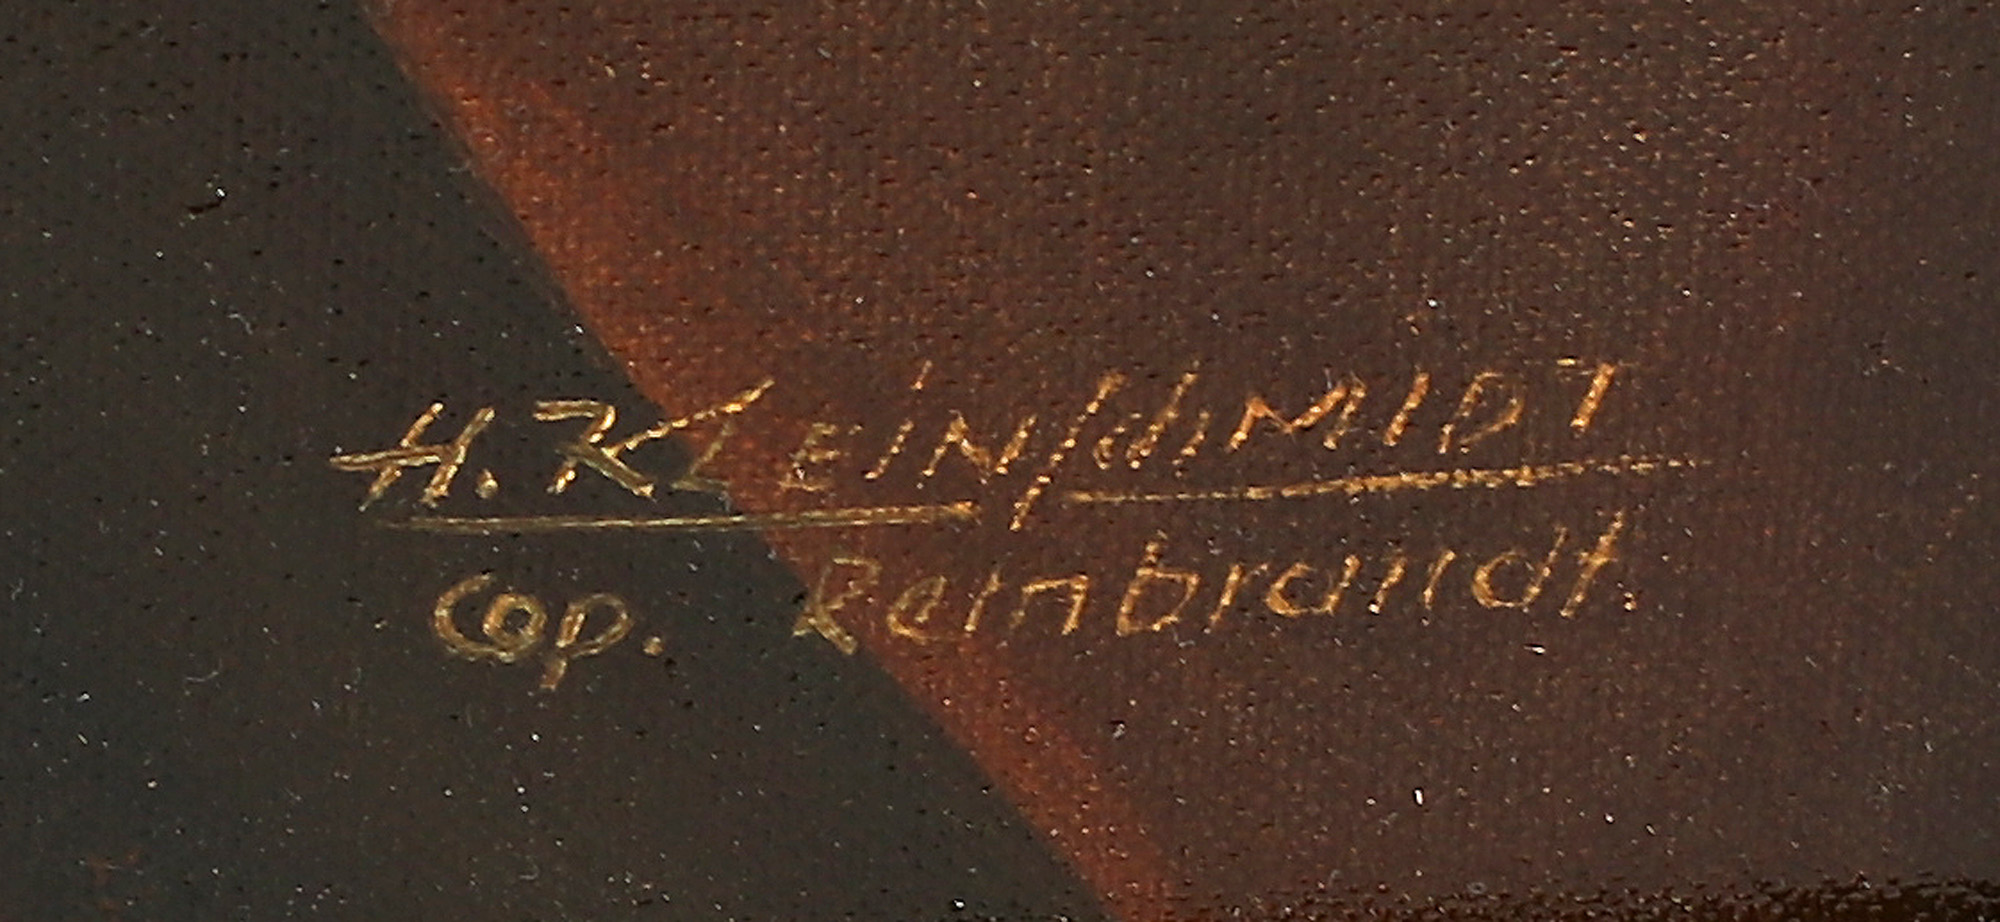 H. KLEINſchMIDT
Cop. Rembrandt.